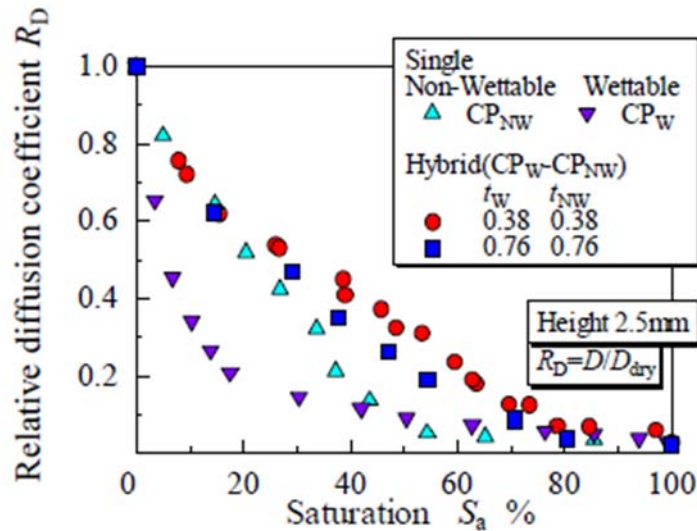 Relative diffusion coefficient R_D
1.0
0.8
0.6
0.4
0.2
0 20 40 60 80 100
Saturation S_a %
Single
Non-Wettable Wettable
CP_NW CP_W
Hybrid(CP_W-CP_NW)
t_W t_NW
0.38 0.38
0.76 0.76
Height 2.5mm
R_D=D/D_dry